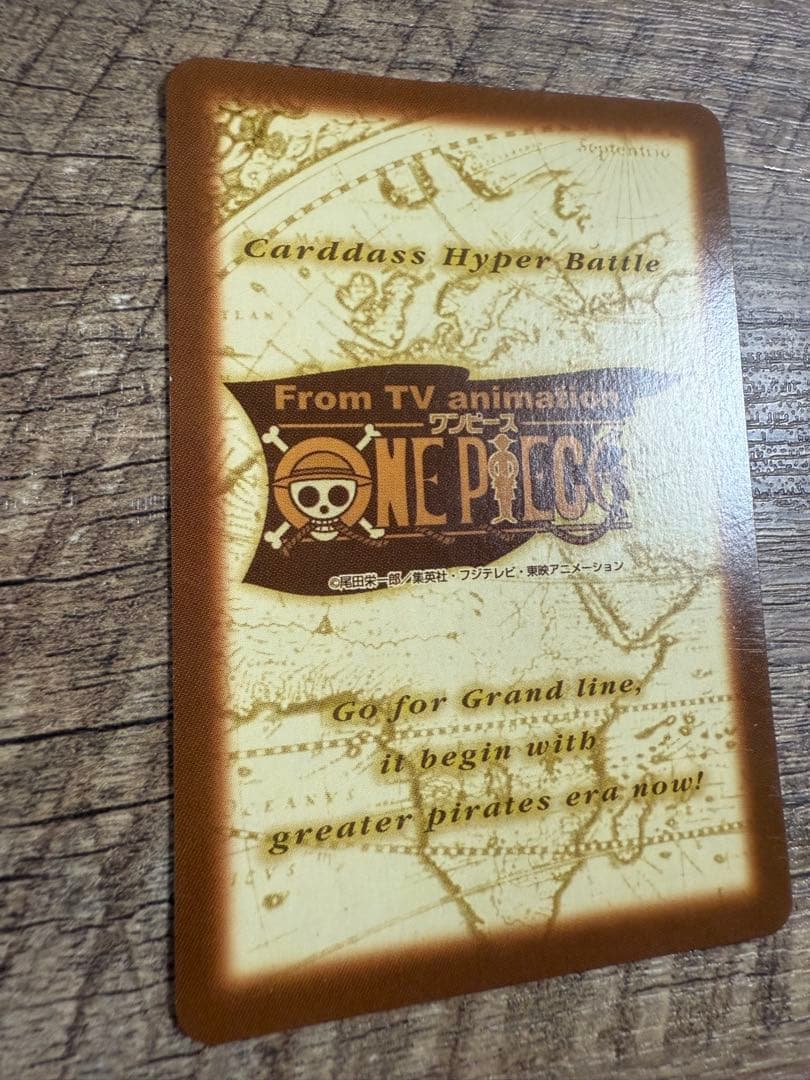 Septentrio
Carddass Hyper Battle
From TV animation
ワンピース
ONE PIECE
©尾田栄一郎／集英社・フジテレビ・東映アニメーション
Go for Grand line,
it begin with
greater pirates era now!